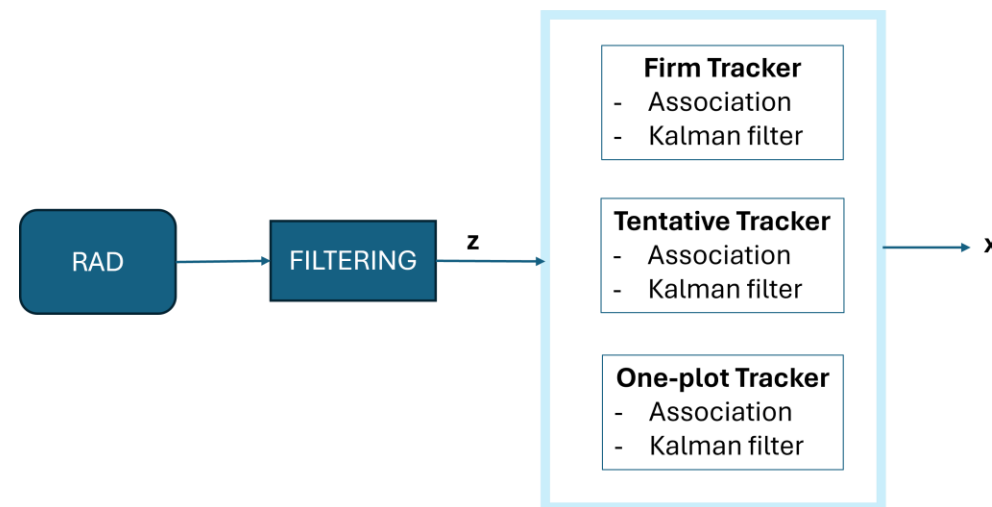 Firm Tracker
- Association
- Kalman filter
RAD
FILTERING
z
Tentative Tracker
- Association
- Kalman filter
x
One-plot Tracker
- Association
- Kalman filter